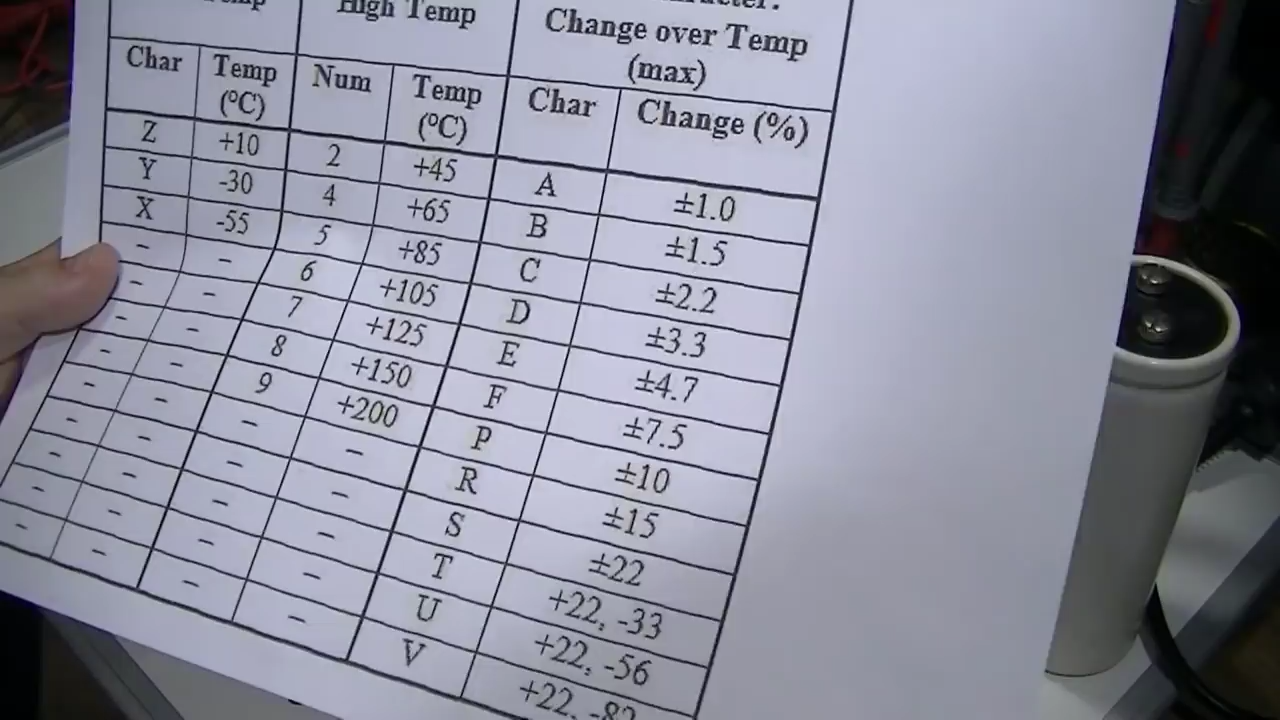 High Temp
Change over Temp
(max)
Char Temp (°C) Num Temp (°C) Char Change (%)
Z +10 2 +45 A ±1.0
Y -30 4 +65 B ±1.5
X -55 5 +85 C ±2.2
- - 6 +105 D ±3.3
- - 7 +125 E ±4.7
- - 8 +150 F ±7.5
- - 9 +200 P ±10
- - - - R ±15
- - - - S ±22
- - - - T +22, -33
- - - - U +22, -56
- - - - V +22, -82